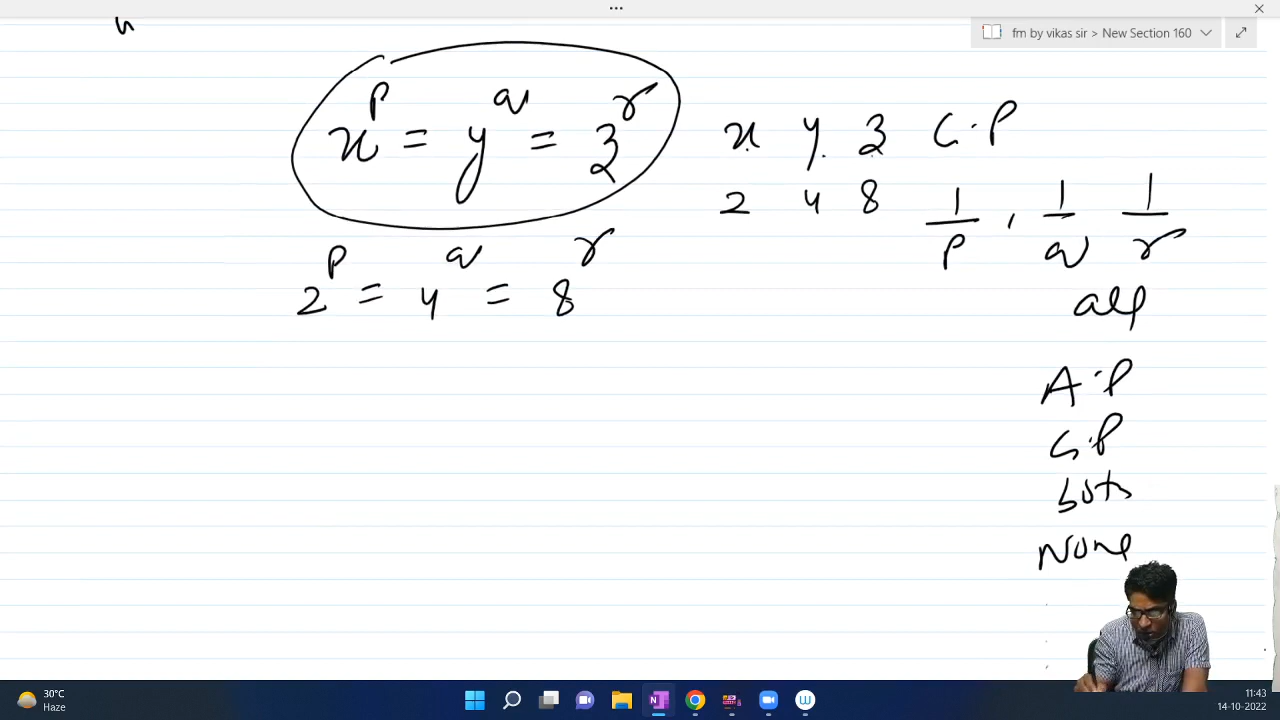 fm by vikas sir > New Section 160
x^p = y^q = z^r
x y z G.P
2 4 8
1/p , 1/q 1/r
2^p = 4^q = 8^r
are
A.P
G.P
both
None
30°C
Haze
11:43
14-10-2022